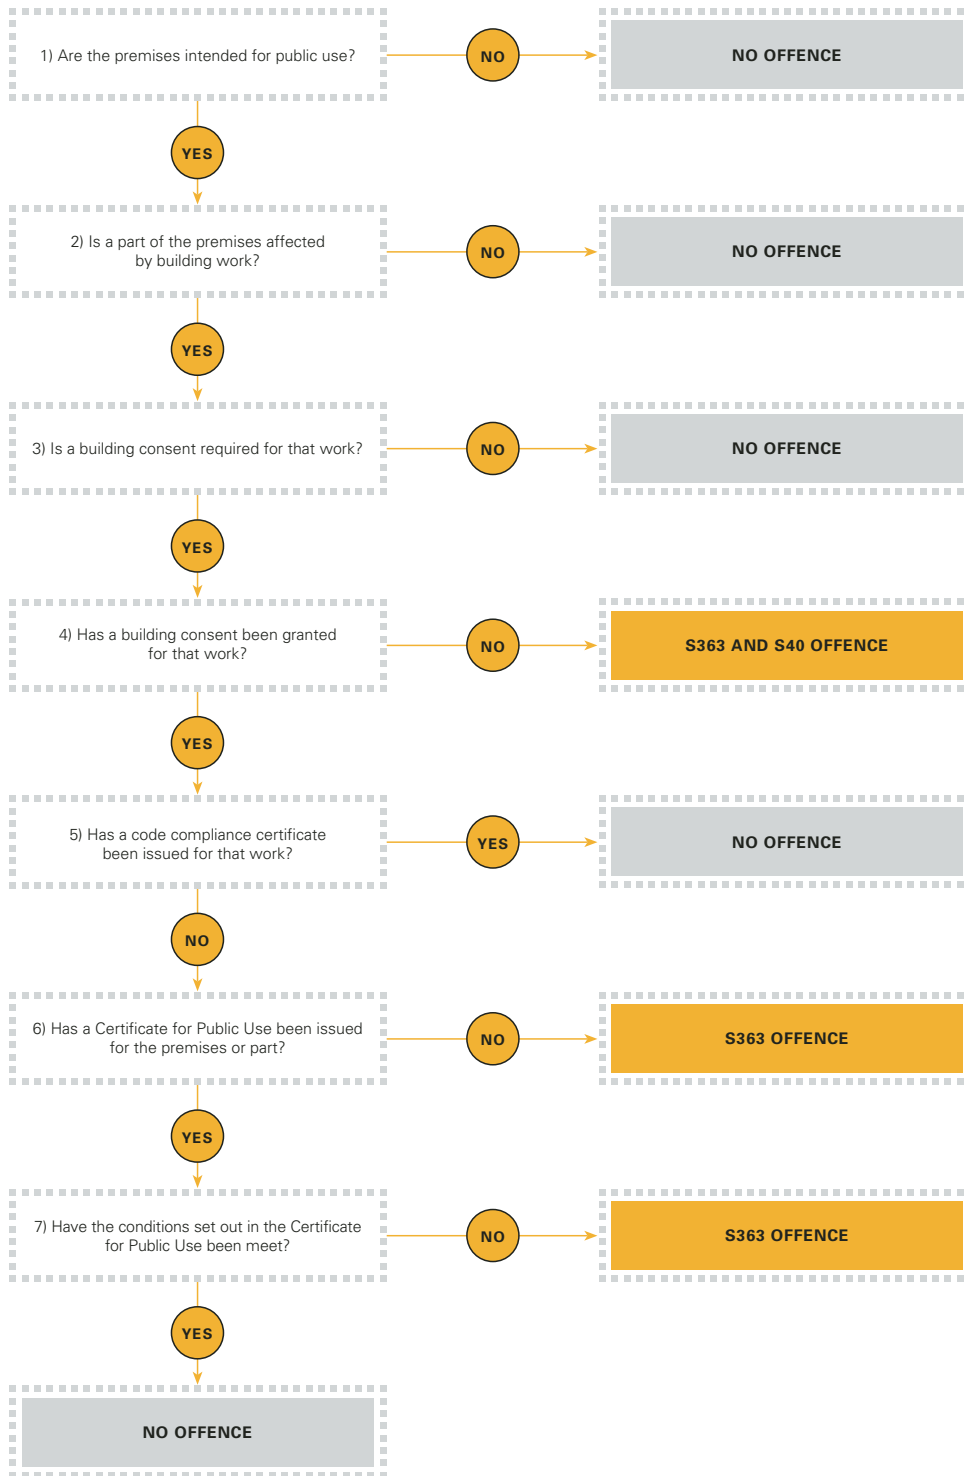 1) Are the premises intended for public use?
NO
NO OFFENCE
YES
2) Is a part of the premises affected
by building work?
NO
NO OFFENCE
YES
3) Is a building consent required for that work?
NO
NO OFFENCE
YES
4) Has a building consent been granted
for that work?
NO
S363 AND S40 OFFENCE
YES
5) Has a code compliance certificate
been issued for that work?
YES
NO OFFENCE
NO
6) Has a Certificate for Public Use been issued
for the premises or part?
NO
S363 OFFENCE
YES
7) Have the conditions set out in the Certificate
for Public Use been meet?
NO
S363 OFFENCE
YES
NO OFFENCE